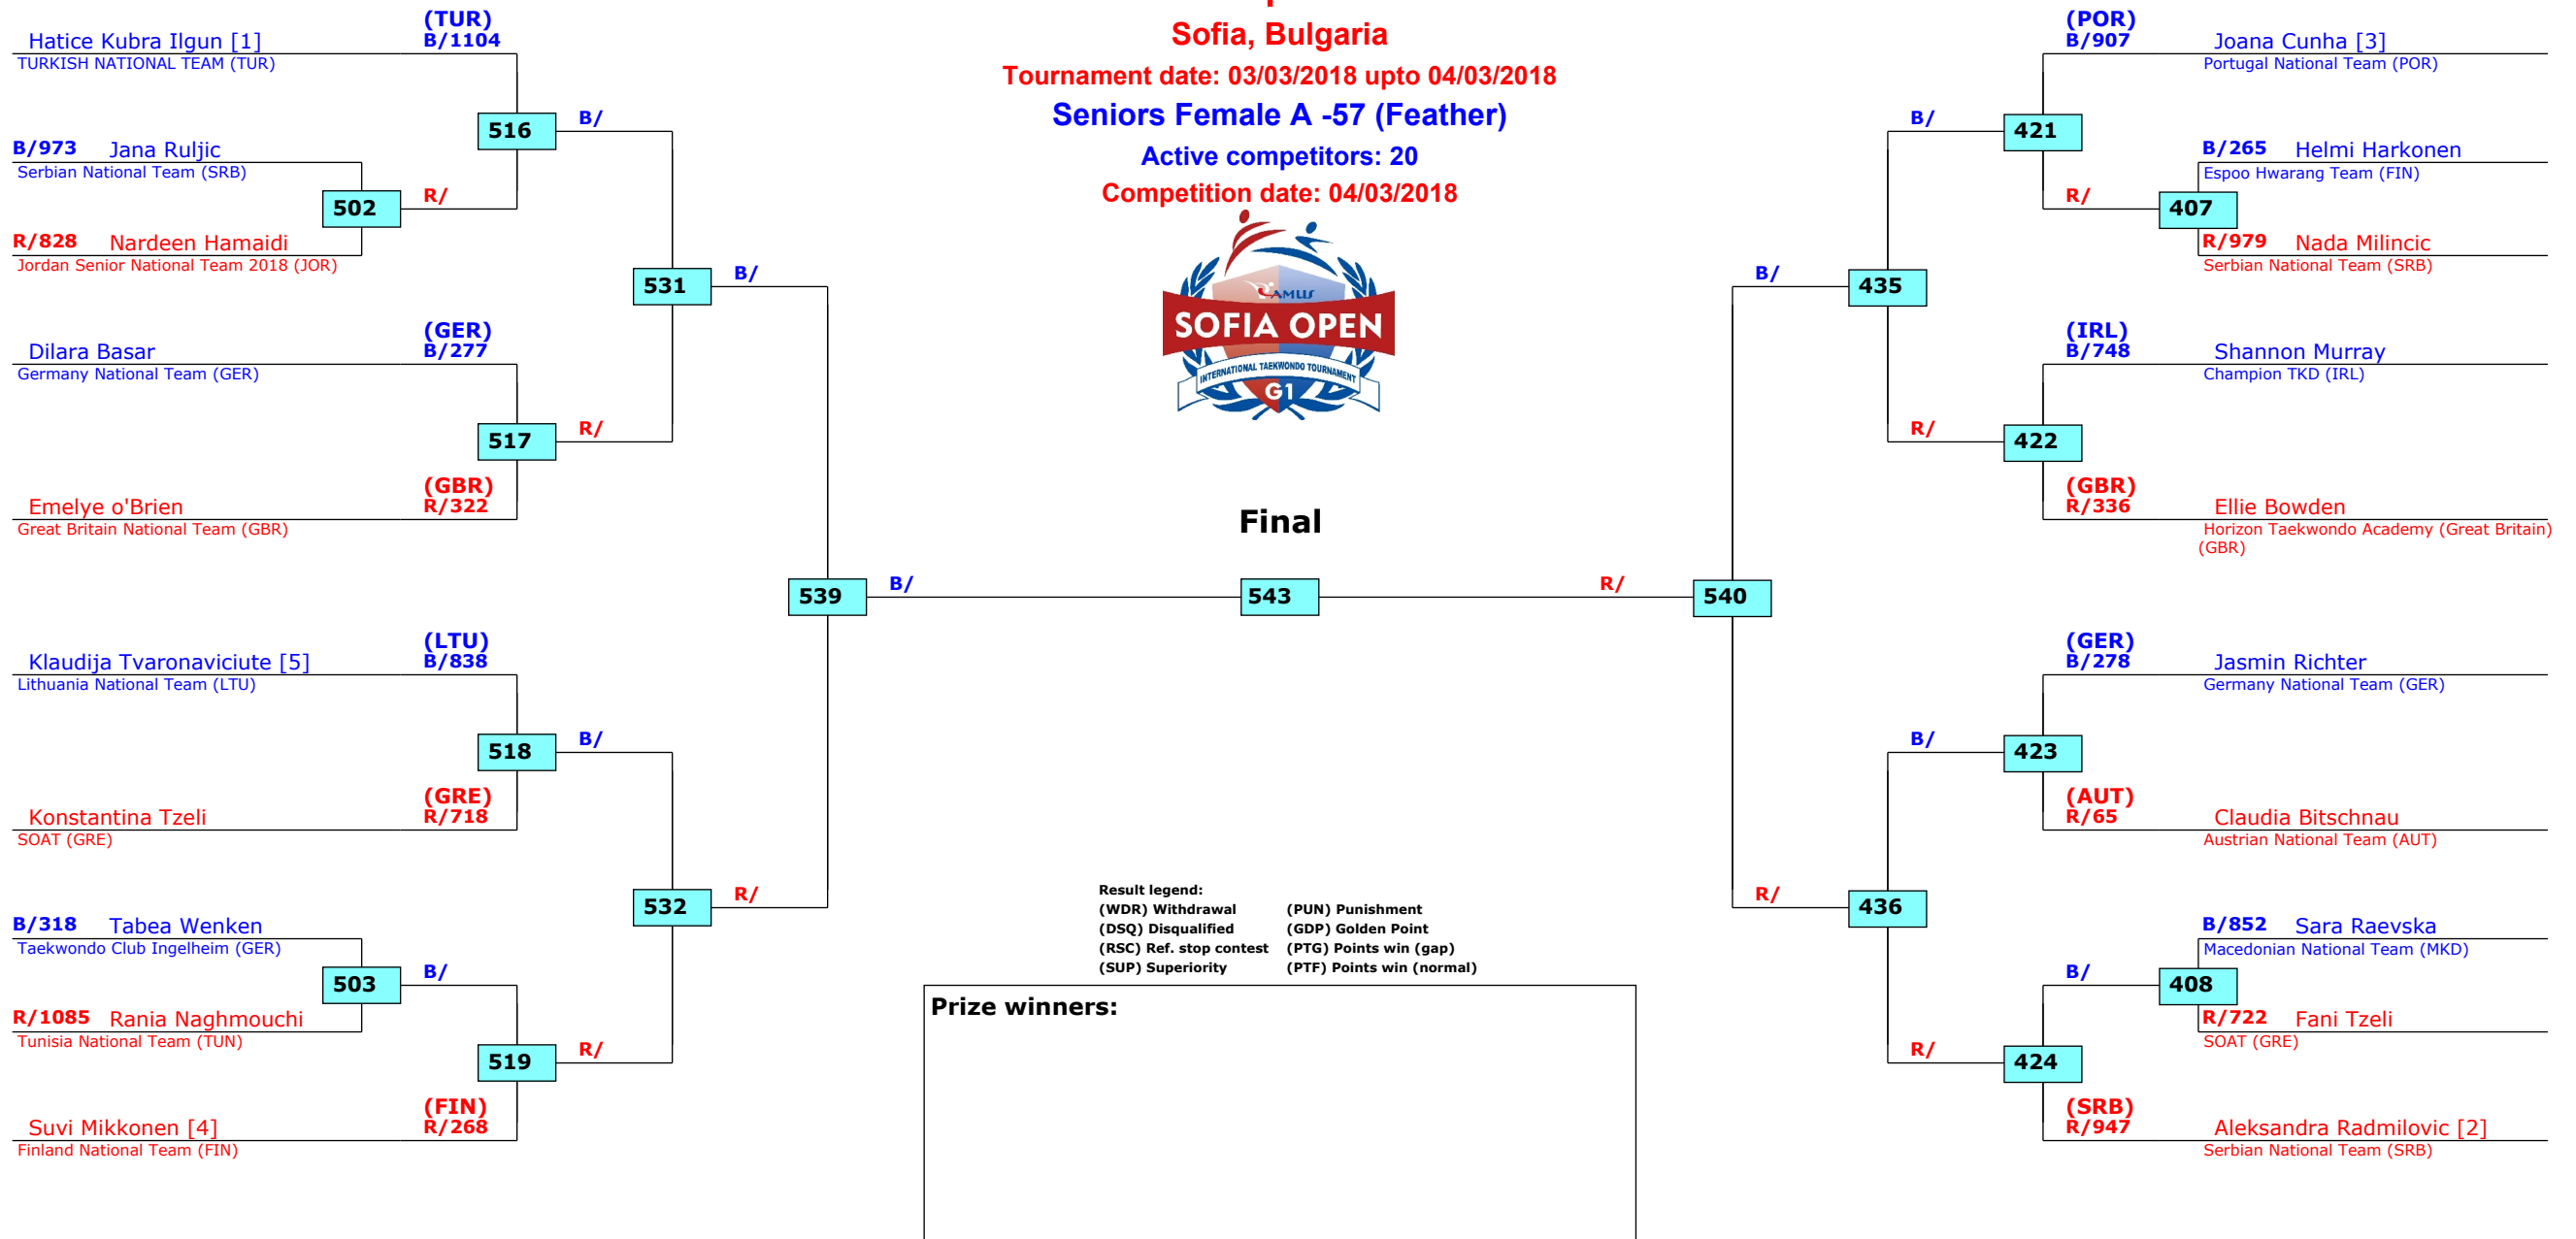 (TUR)
Hatice Kubra Ilgun [1] B/1104
TURKISH NATIONAL TEAM (TUR)
516
B/
B/973 Jana Ruljic
Serbian National Team (SRB)
502
R/
R/828 Nardeen Hamaidi
Jordan Senior National Team 2018 (JOR)
531
B/
(GER)
Dilara Basar B/277
Germany National Team (GER)
517
R/
(GBR)
Emelye o'Brien R/322
Great Britain National Team (GBR)
539
B/
(LTU)
Klaudija Tvaronaviciute [5] B/838
Lithuania National Team (LTU)
518
B/
(GRE)
Konstantina Tzeli R/718
SOAT (GRE)
532
R/
B/318 Tabea Wenken
Taekwondo Club Ingelheim (GER)
503
B/
R/1085 Rania Naghmouchi
Tunisia National Team (TUN)
519
R/
(FIN)
Suvi Mikkonen [4] R/268
Finland National Team (FIN)
Sofia, Bulgaria
Tournament date: 03/03/2018 upto 04/03/2018
Seniors Female A -57 (Feather)
Active competitors: 20
Competition date: 04/03/2018
RAMUS
SOFIA OPEN
INTERNATIONAL TAEKWONDO TOURNAMENT
G1
Final
543
Result legend:
(WDR) Withdrawal (PUN) Punishment
(DSQ) Disqualified (GDP) Golden Point
(RSC) Ref. stop contest (PTG) Points win (gap)
(SUP) Superiority (PTF) Points win (normal)
Prize winners:
(POR)
B/907 Joana Cunha [3]
Portugal National Team (POR)
B/
421
B/265 Helmi Harkonen
Espoo Hwarang Team (FIN)
R/
407
R/979 Nada Milincic
Serbian National Team (SRB)
B/
435
(IRL)
B/748 Shannon Murray
Champion TKD (IRL)
R/
422
(GBR)
R/336 Ellie Bowden
Horizon Taekwondo Academy (Great Britain)
(GBR)
R/
540
(GER)
B/278 Jasmin Richter
Germany National Team (GER)
B/
423
(AUT)
R/65 Claudia Bitschnau
Austrian National Team (AUT)
R/
436
B/852 Sara Raevska
Macedonian National Team (MKD)
B/
408
R/722 Fani Tzeli
SOAT (GRE)
R/
424
(SRB)
R/947 Aleksandra Radmilovic [2]
Serbian National Team (SRB)